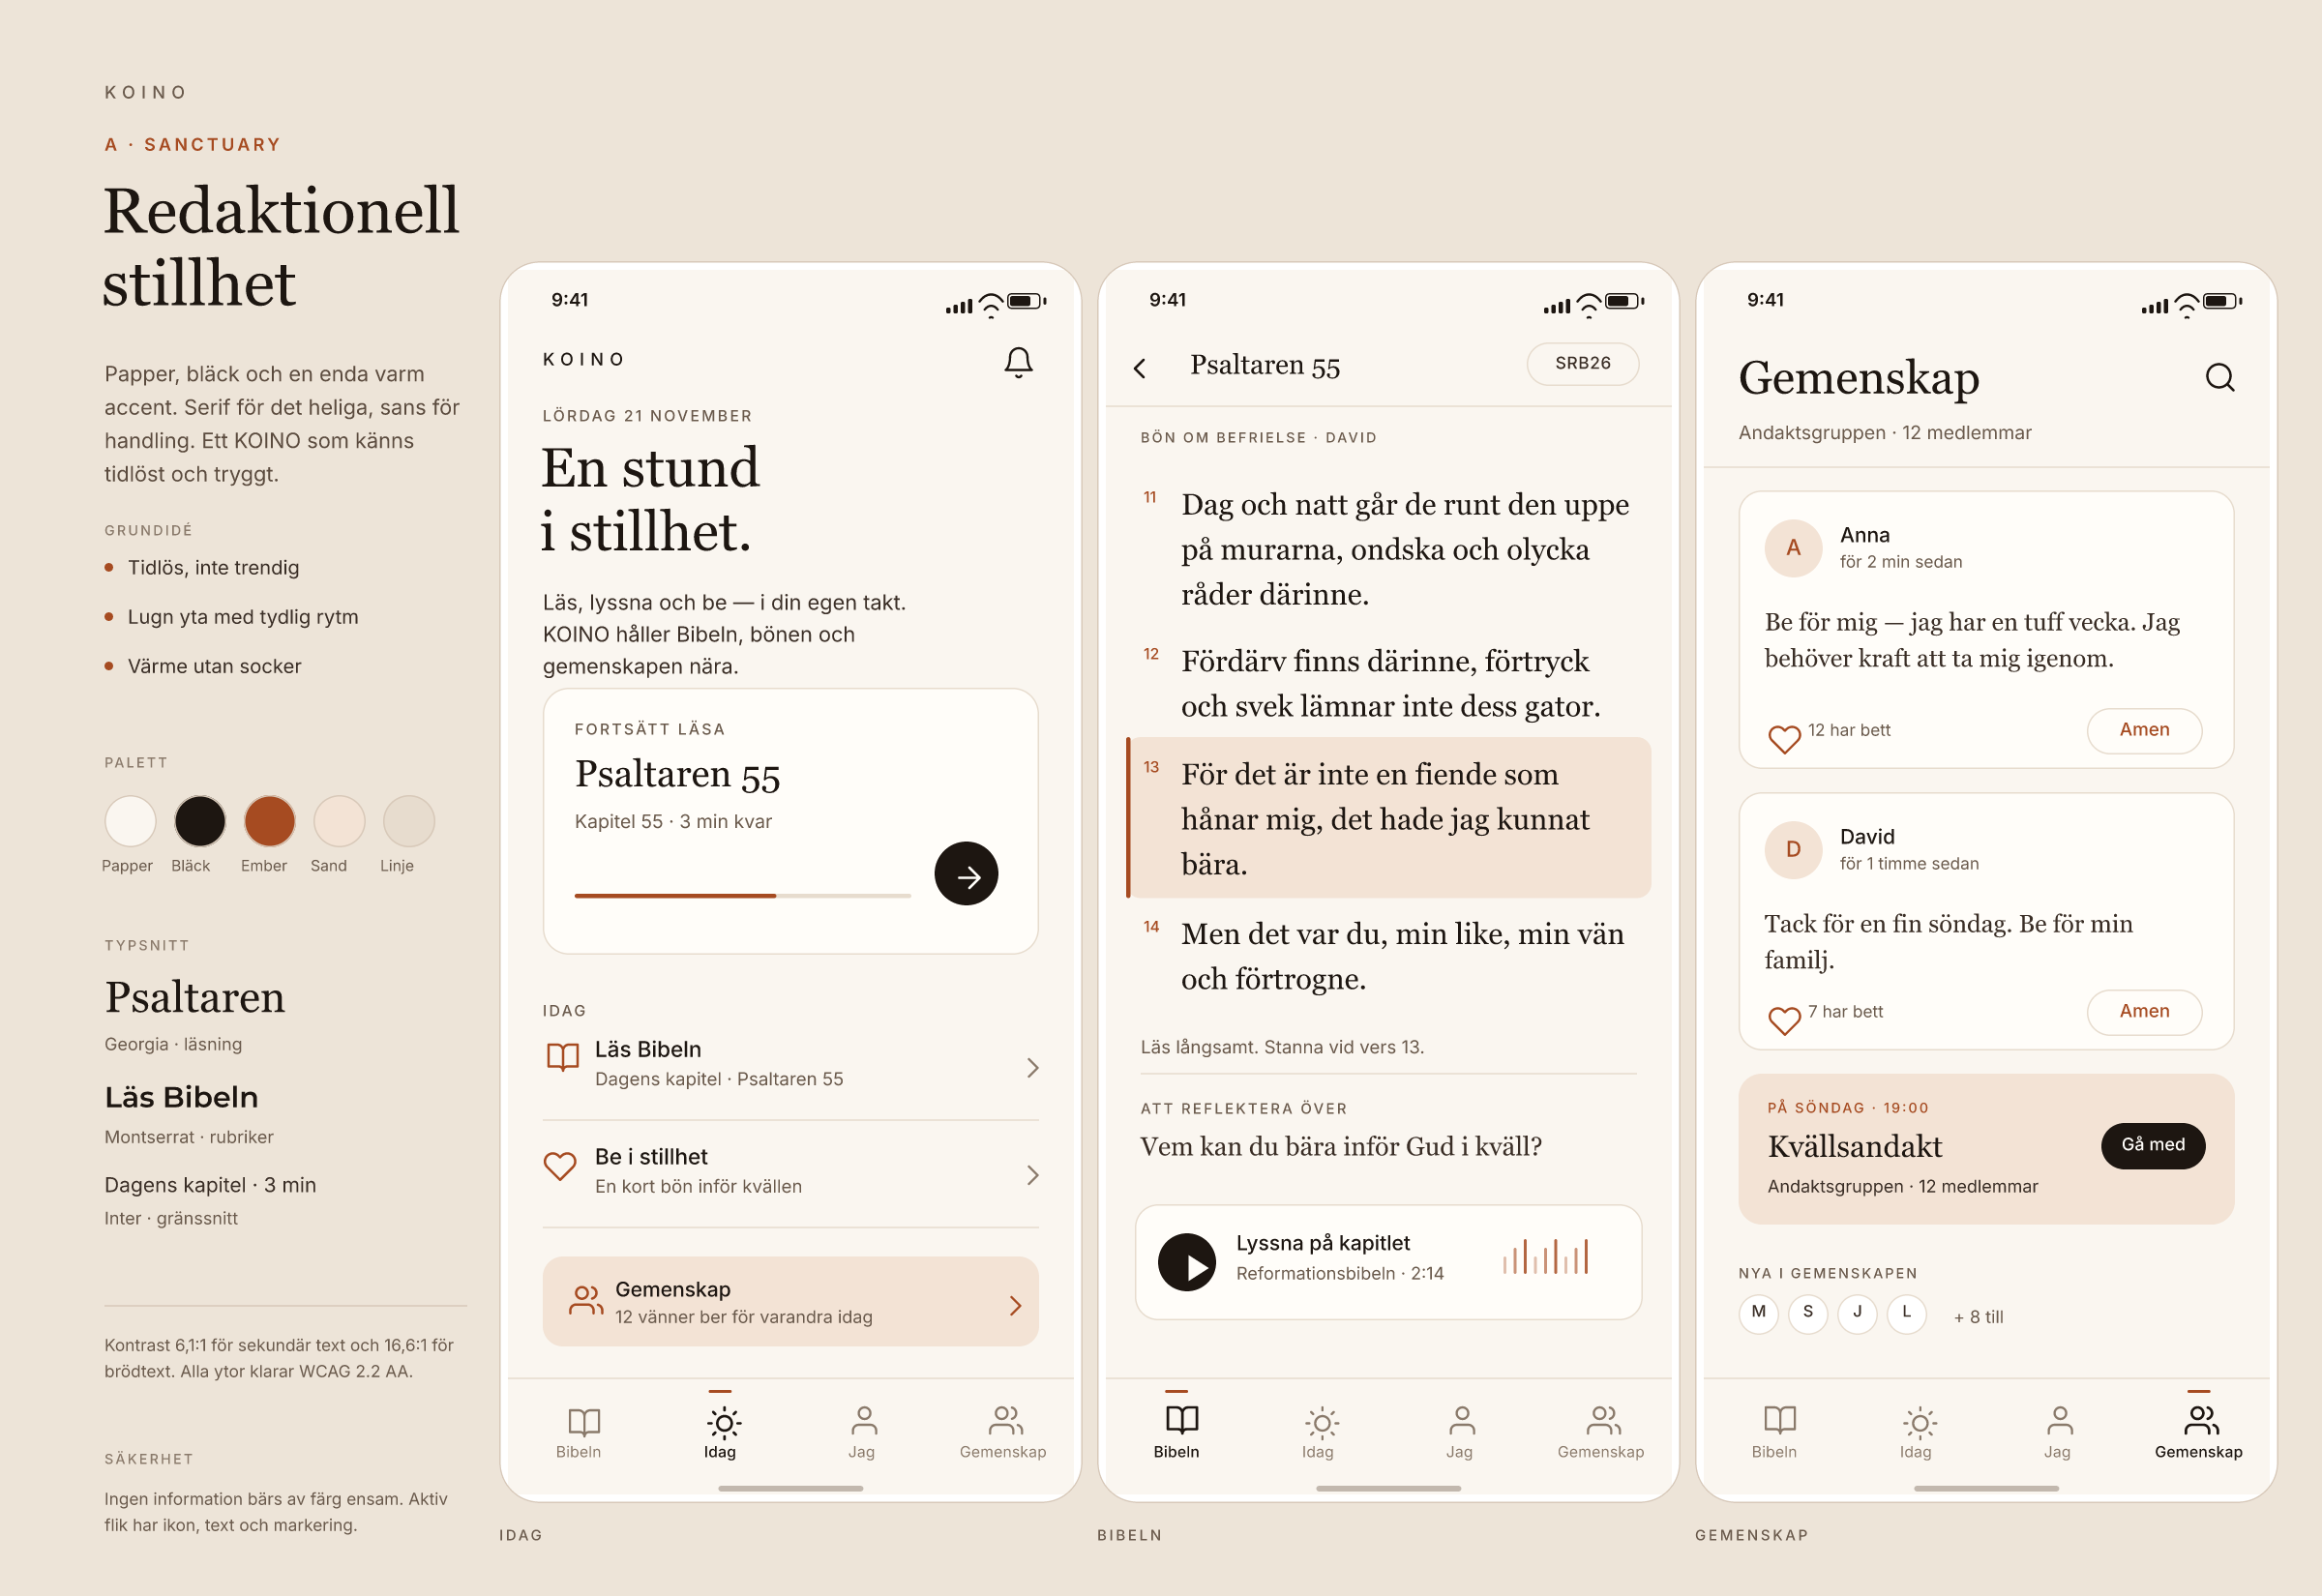 KOINO
A · SANCTUARY
Redaktionell
stillhet
Papper, bläck och en enda varm
accent. Serif för det heliga, sans för
handling. Ett KOINO som känns
tidlöst och tryggt.
GRUNDIDÉ
Tidlös, inte trendig
Lugn yta med tydlig rytm
Värme utan socker
PALETT
Papper Bläck Ember Sand Linje
TYPSNITT
Psaltaren
Georgia · läsning
Läs Bibeln
Montserrat · rubriker
Dagens kapitel · 3 min
Inter · gränssnitt
Kontrast 6,1:1 för sekundär text och 16,6:1 för
brödtext. Alla ytor klarar WCAG 2.2 AA.
SÄKERHET
Ingen information bärs av färg ensam. Aktiv
flik har ikon, text och markering.
9:41
KOINO
LÖRDAG 21 NOVEMBER
En stund
i stillhet.
Läs, lyssna och be — i din egen takt.
KOINO håller Bibeln, bönen och
gemenskapen nära.
FORTSÄTT LÄSA
Psaltaren 55
Kapitel 55 · 3 min kvar
IDAG
Läs Bibeln
Dagens kapitel · Psaltaren 55
Be i stillhet
En kort bön inför kvällen
Gemenskap
12 vänner ber för varandra idag
Bibeln Idag Jag Gemenskap
IDAG
9:41
Psaltaren 55 SRB26
BÖN OM BEFRIELSE · DAVID
11 Dag och natt går de runt den uppe
på murarna, ondska och olycka
råder därinne.
12 Fördärv finns därinne, förtryck
och svek lämnar inte dess gator.
13 För det är inte en fiende som
hånar mig, det hade jag kunnat
bära.
14 Men det var du, min like, min vän
och förtrogne.
Läs långsamt. Stanna vid vers 13.
ATT REFLEKTERA ÖVER
Vem kan du bära inför Gud i kväll?
Lyssna på kapitlet
Reformationsbibeln · 2:14
Bibeln Idag Jag Gemenskap
BIBELN
9:41
Gemenskap
Andaktsgruppen · 12 medlemmar
A
Anna
för 2 min sedan
Be för mig — jag har en tuff vecka. Jag
behöver kraft att ta mig igenom.
12 har bett Amen
D
David
för 1 timme sedan
Tack för en fin söndag. Be för min
familj.
7 har bett Amen
PÅ SÖNDAG · 19:00
Kvällsandakt
Gå med
Andaktsgruppen · 12 medlemmar
NYA I GEMENSKAPEN
M S J L + 8 till
Bibeln Idag Jag Gemenskap
GEMENSKAP